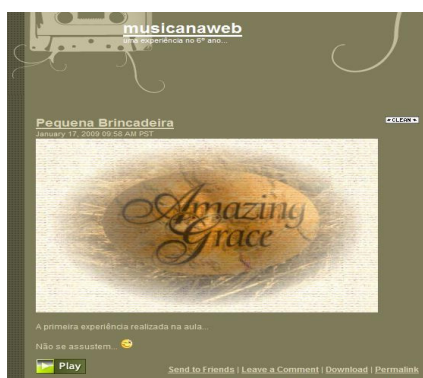 musicanaweb
uma experiência no 6º ano...
Pequena Brincadeira
CLEAN
January 17, 2009 09:58 AM PST
Amazing
Grace
A primeira experiência realizada na aula...
Não se assustem...
Play
Send to Friends | Leave a Comment | Download | Permalink